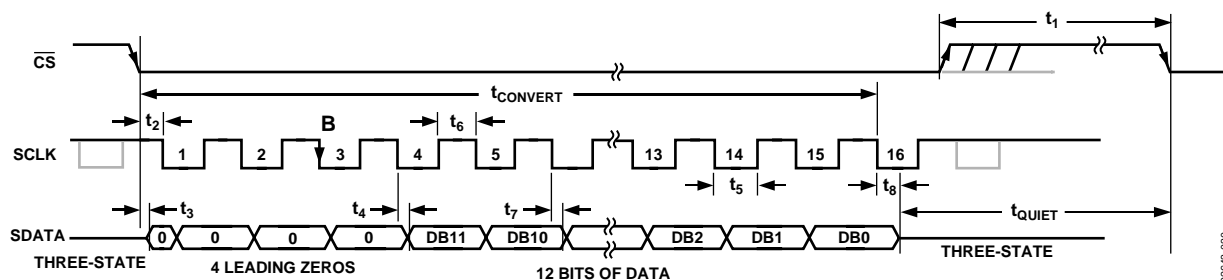 t1
CS
tCONVERT
t2
B
t6
SCLK
1 2 3 4 5 13 14 15 16
t5
t8
t3
t4
t7
tQUIET
SDATA
0 0 0 0 DB11 DB10 DB2 DB1 DB0
THREE-STATE
THREE-STATE
4 LEADING ZEROS
12 BITS OF DATA